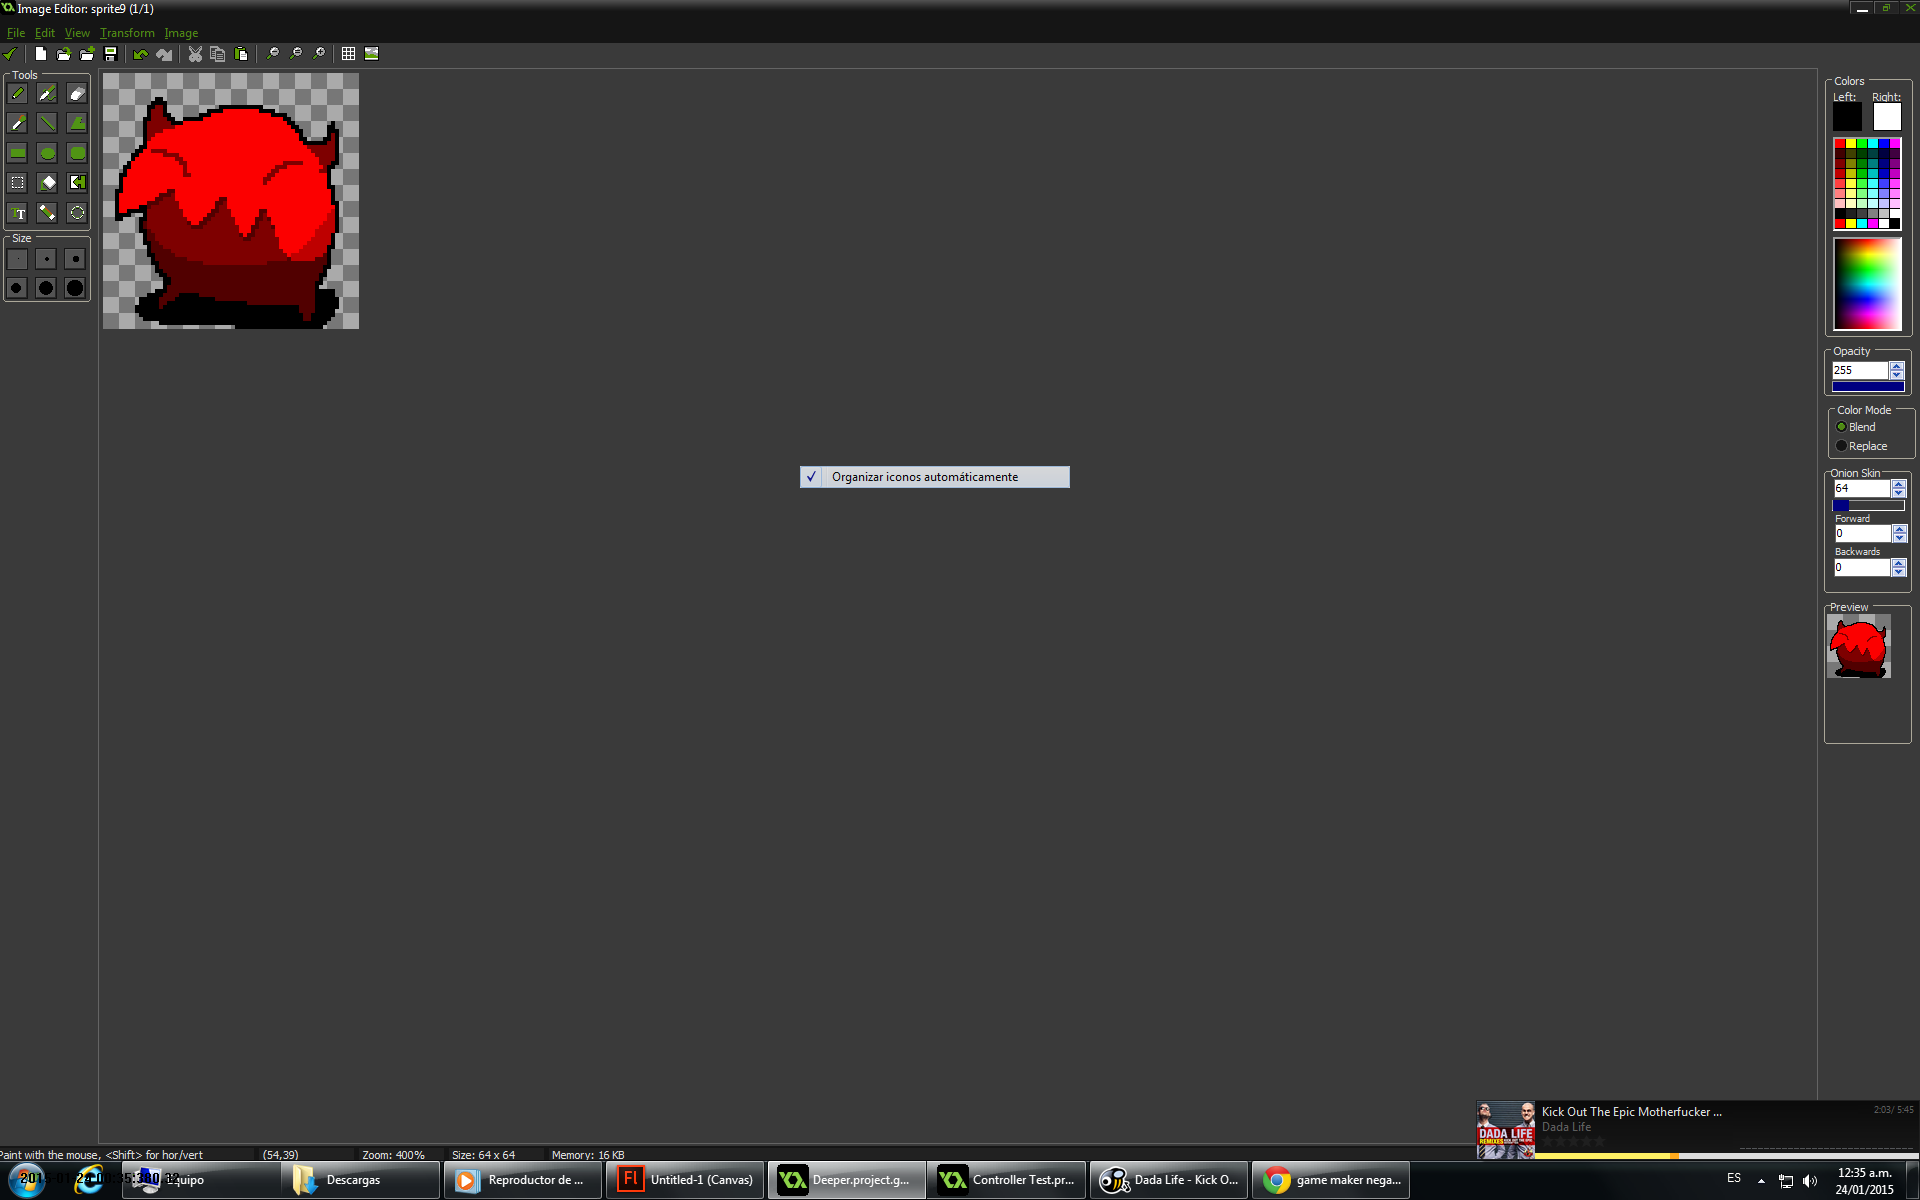 Image Editor: sprite9 (1/1)
File Edit View Transform Image
Tools
Size
Colors
Left: Right:
Opacity
255
Color Mode
Blend
Replace
Onion Skin
64
Forward
0
Backwards
0
Preview
Organizar iconos automáticamente
Kick Out The Epic Motherfucker ...
2:03/ 5:45
Dada Life
DADA LIFE
Paint with the mouse, <Shift> for hor/vert (54,39) Zoom: 400% Size: 64 x 64 Memory: 16 KB
Equipo
Descargas
Reproductor de ...
Fl
Untitled-1 (Canvas)
Deeper.project.g...
Controller Test.pr...
Dada Life - Kick O...
game maker nega...
ES
12:35 a.m.
24/01/2015